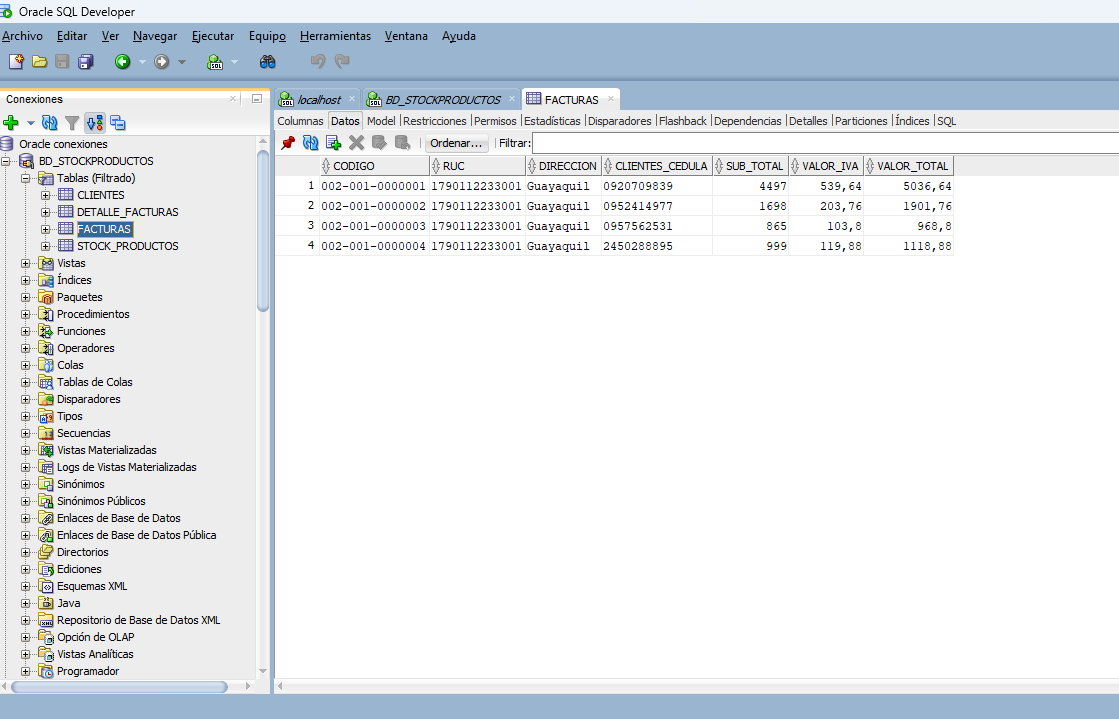 Oracle SQL Developer
Archivo Editar Ver Navegar Ejecutar Equipo Herramientas Ventana Ayuda
Conexiones
Oracle conexiones
BD_STOCKPRODUCTOS
Tablas (Filtrado)
CLIENTES
DETALLE_FACTURAS
FACTURAS
STOCK_PRODUCTOS
Vistas
Índices
Paquetes
Procedimientos
Funciones
Operadores
Colas
Tablas de Colas
Disparadores
Tipos
Secuencias
Vistas Materializadas
Logs de Vistas Materializadas
Sinónimos
Sinónimos Públicos
Enlaces de Base de Datos
Enlaces de Base de Datos Pública
Directorios
Ediciones
Esquemas XML
Java
Repositorio de Base de Datos XML
Opción de OLAP
Vistas Analíticas
Programador
localhost BD_STOCKPRODUCTOS FACTURAS
Columnas Datos Model Restricciones Permisos Estadísticas Disparadores Flashback Dependencias Detalles Particiones Índices SQL
Ordenar... Filtrar:
CODIGO RUC DIRECCION CLIENTES_CEDULA SUB_TOTAL VALOR_IVA VALOR_TOTAL
1 002-001-0000001 1790112233001 Guayaquil 0920709839 4497 539,64 5036,64
2 002-001-0000002 1790112233001 Guayaquil 0952414977 1698 203,76 1901,76
3 002-001-0000003 1790112233001 Guayaquil 0957562531 865 103,8 968,8
4 002-001-0000004 1790112233001 Guayaquil 2450288895 999 119,88 1118,88